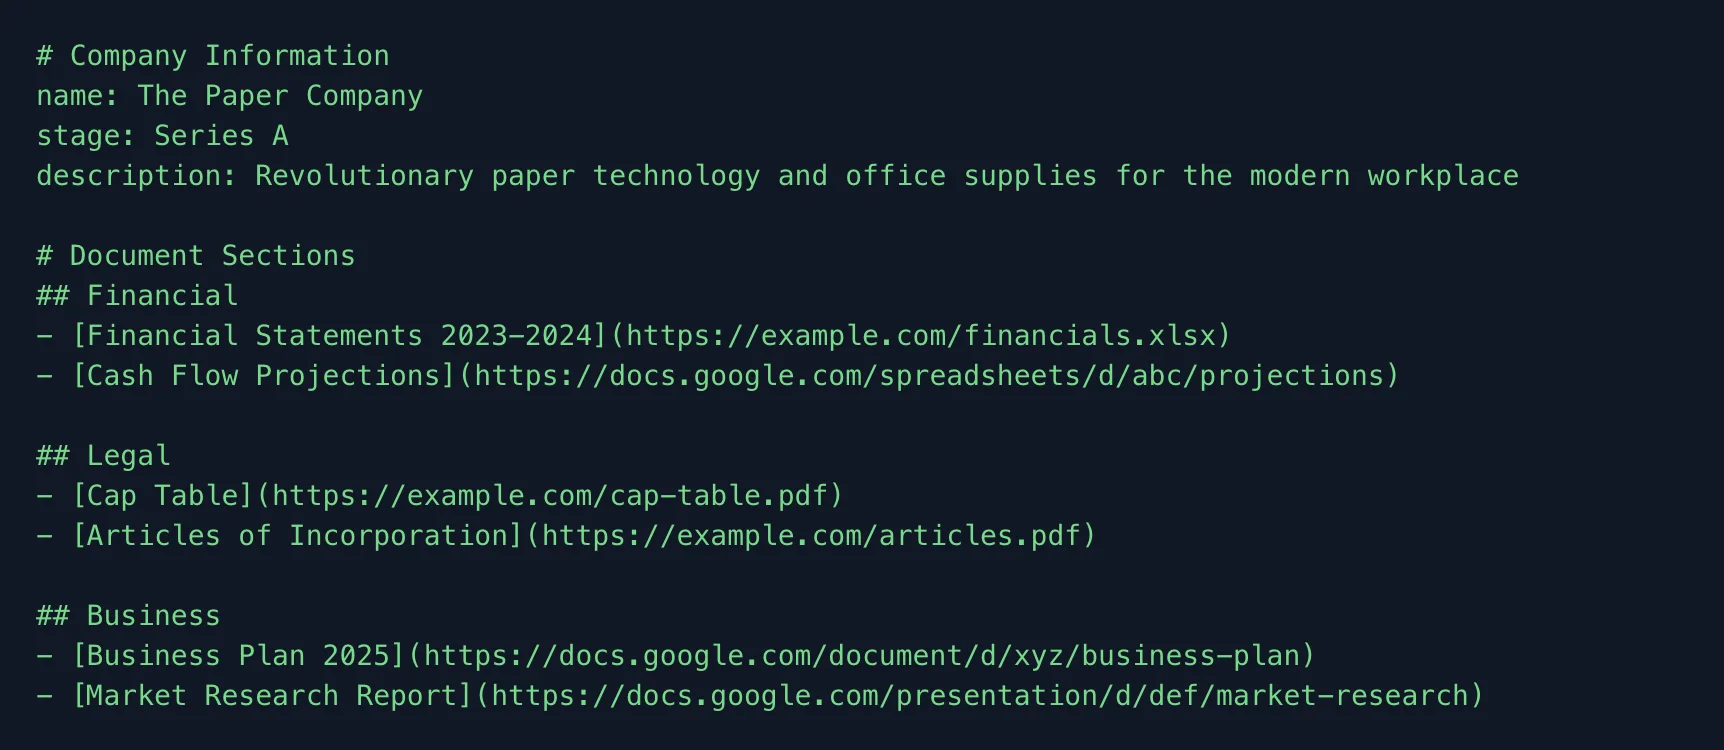 # Company Information
name: The Paper Company
stage: Series A
description: Revolutionary paper technology and office supplies for the modern workplace
# Document Sections
## Financial
- [Financial Statements 2023-2024](https://example.com/financials.xlsx)
- [Cash Flow Projections](https://docs.google.com/spreadsheets/d/abc/projections)
## Legal
- [Cap Table](https://example.com/cap-table.pdf)
- [Articles of Incorporation](https://example.com/articles.pdf)
## Business
- [Business Plan 2025](https://docs.google.com/document/d/xyz/business-plan)
- [Market Research Report](https://docs.google.com/presentation/d/def/market-research)